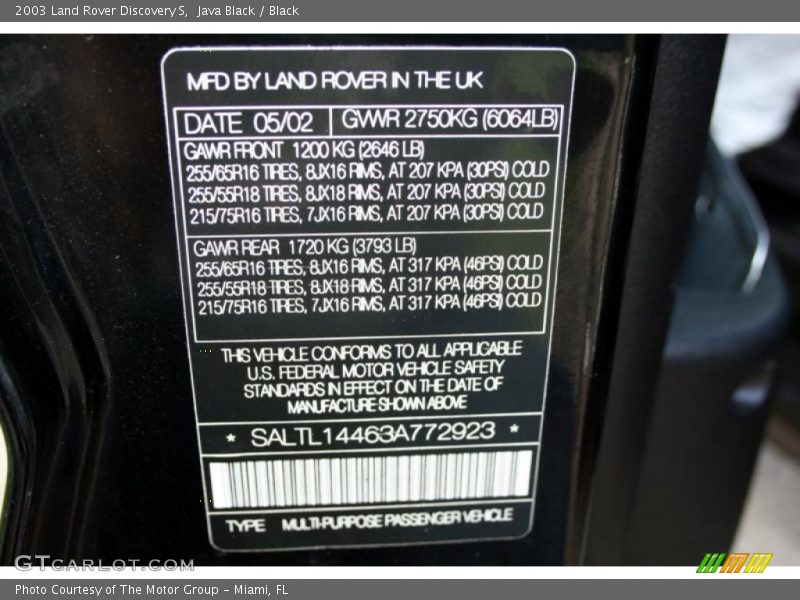 2003 Land Rover Discovery S,  Java Black / Black
MFD BY LAND ROVER IN THE UK
DATE 05/02 GVWR 2750KG (6064LB)
GAWR FRONT 1200 KG (2646 LB)
255/65R16 TIRES, 8JX16 RIMS, AT 207 KPA (30PSI) COLD
255/55R18 TIRES, 8JX18 RIMS, AT 207 KPA (30PSI) COLD
215/75R16 TIRES, 7JX16 RIMS, AT 207 KPA (30PSI) COLD
GAWR REAR 1720 KG (3793 LB)
255/65R16 TIRES, 8JX16 RIMS, AT 317 KPA (46PSI) COLD
255/55R18 TIRES, 8JX18 RIMS, AT 317 KPA (46PSI) COLD
215/75R16 TIRES, 7JX16 RIMS, AT 317 KPA (46PSI) COLD
THIS VEHICLE CONFORMS TO ALL APPLICABLE
U.S. FEDERAL MOTOR VEHICLE SAFETY
STANDARDS IN EFFECT ON THE DATE OF
MANUFACTURE SHOWN ABOVE
* SALTL14463A772923 *
TYPE MULTI-PURPOSE PASSENGER VEHICLE
GTCARLOT.COM
Photo Courtesy of The Motor Group - Miami, FL